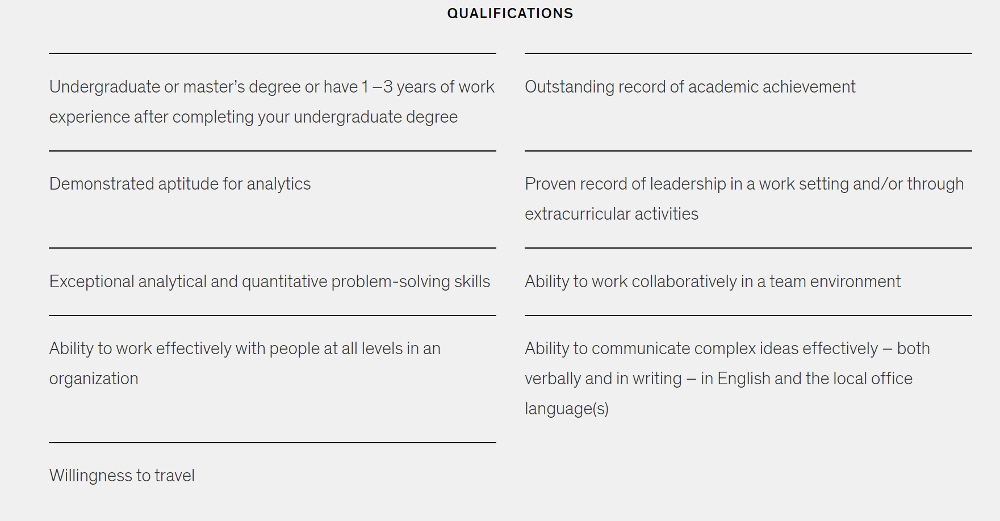 QUALIFICATIONS
Undergraduate or master’s degree or have 1 –3 years of work
experience after completing your undergraduate degree
Outstanding record of academic achievement
Demonstrated aptitude for analytics
Proven record of leadership in a work setting and/or through
extracurricular activities
Exceptional analytical and quantitative problem-solving skills
Ability to work collaboratively in a team environment
Ability to work effectively with people at all levels in an
organization
Ability to communicate complex ideas effectively – both
verbally and in writing – in English and the local office
language(s)
Willingness to travel